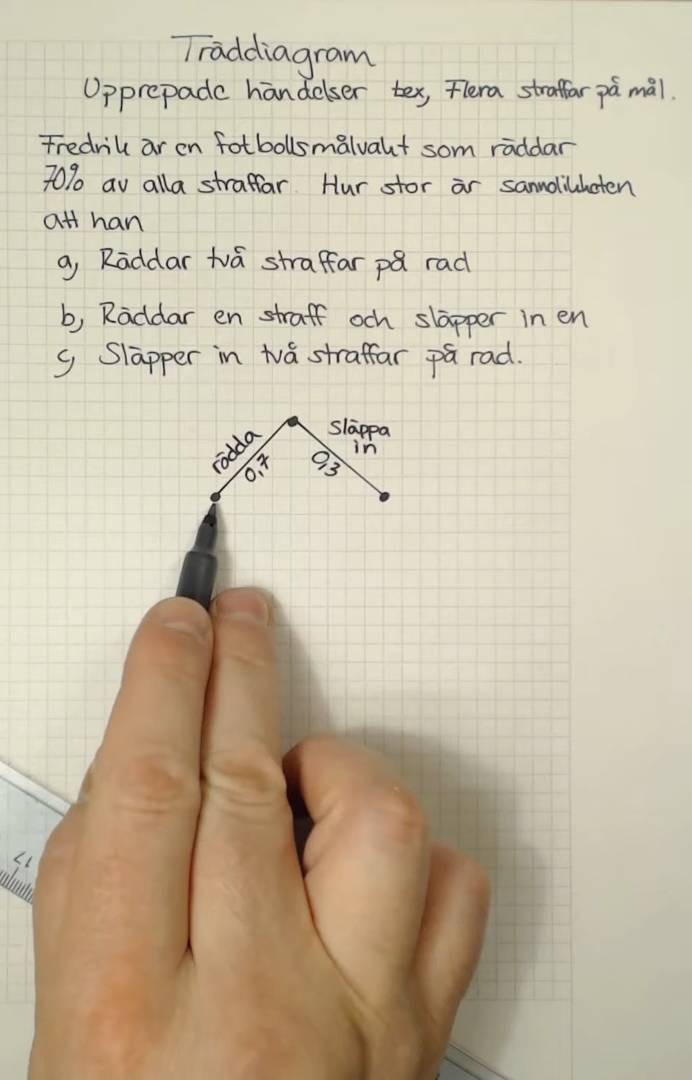 Träddiagram
Upprepade händelser tex, Flera straffar på mål.
Fredrik är en fotbollsmålvakt som räddar
70% av alla straffar. Hur stor är sannolikheten
att han
a, Räddar två straffar på rad
b, Räddar en straff och släpper in en
c, Släpper in två straffar på rad.
rädda
0,7
släppa
in
0,3
17